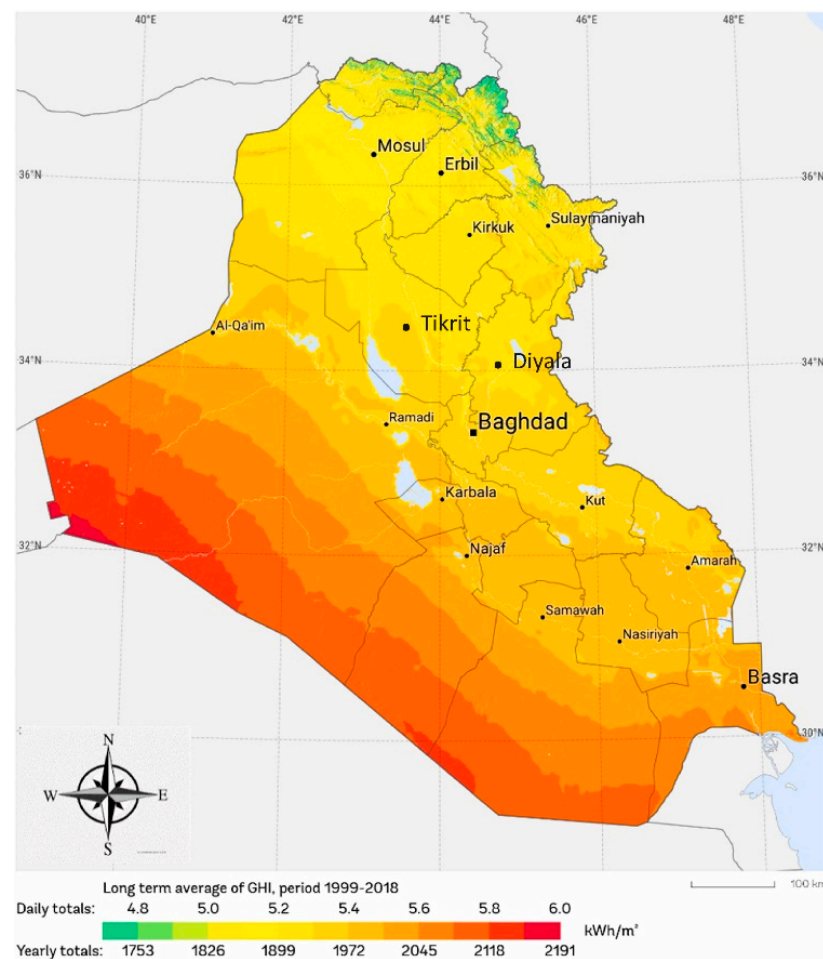 40°E 42°E 44°E 46°E 48°E
Mosul
36°N
Erbil
36°N
Sulaymaniyah
Kirkuk
Tikrit
Al-Qa'im
34°N
Diyala
34°N
Ramadi
Baghdad
Karbala
Kut
32°N
Najaf
32°N
Amarah
Samawah
Nasiriyah
Basra
30°N
N
W E
S
Long term average of GHI, period 1999-2018
100 km
Daily totals: 4.8 5.0 5.2 5.4 5.6 5.8 6.0
kWh/m²
Yearly totals: 1753 1826 1899 1972 2045 2118 2191